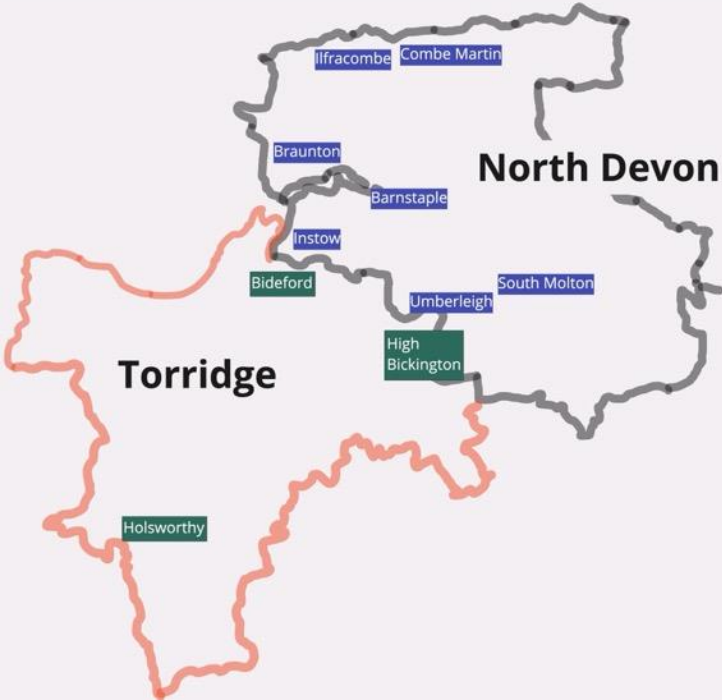 Ilfracombe
Combe Martin
Braunton
North Devon
Barnstaple
Instow
Bideford
South Molton
Umberleigh
High
Bickington
Torridge
Holsworthy